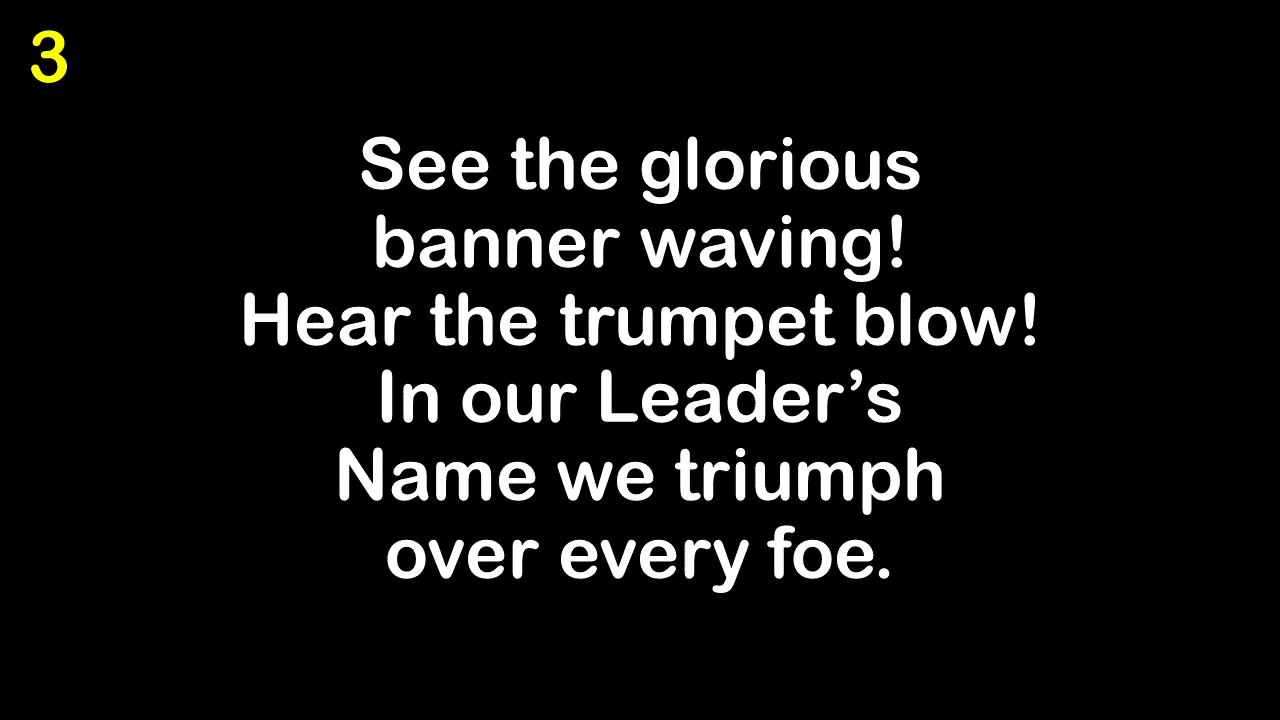 3
See the glorious
banner waving!
Hear the trumpet blow!
In our Leader’s
Name we triumph
over every foe.